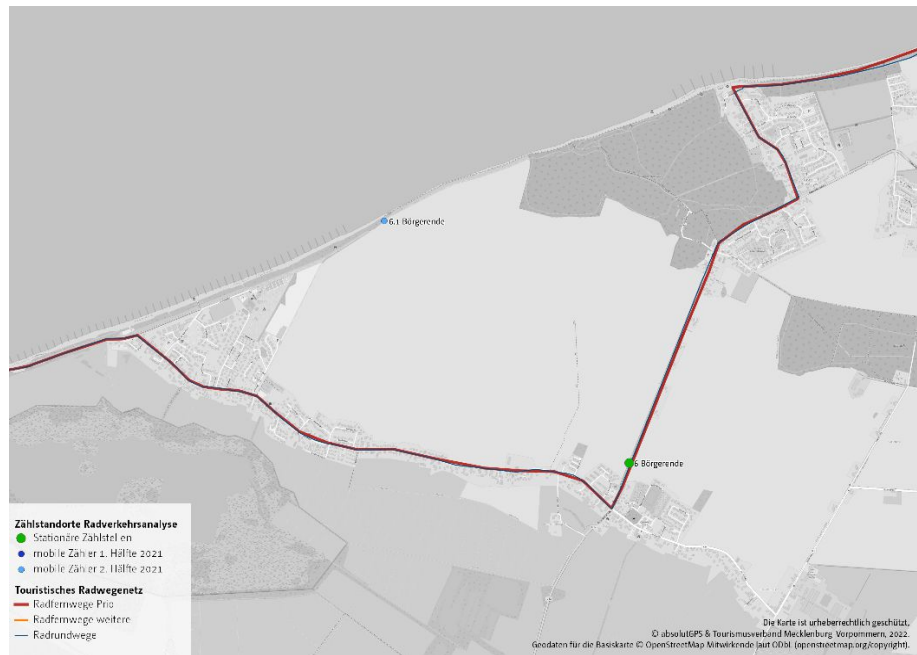 6.1 Börgerende
6 Börgerende
Zählstandorte Radverkehrsanalyse
Stationäre Zählstel en
mobile Zähler 1. Hälfte 2021
mobile Zähler 2. Hälfte 2021
Touristisches Radwegenetz
Radfernwege Prio
Radfernwege weitere
Radrundwege
Die Karte ist urheberrechtlich geschützt.
© absolutGPS & Tourismusverband Mecklenburg Vorpommern, 2022.
Geodaten für die Basiskarte © OpenStreetMap Mitwirkende laut ODbL (openstreetmap.org/copyright).